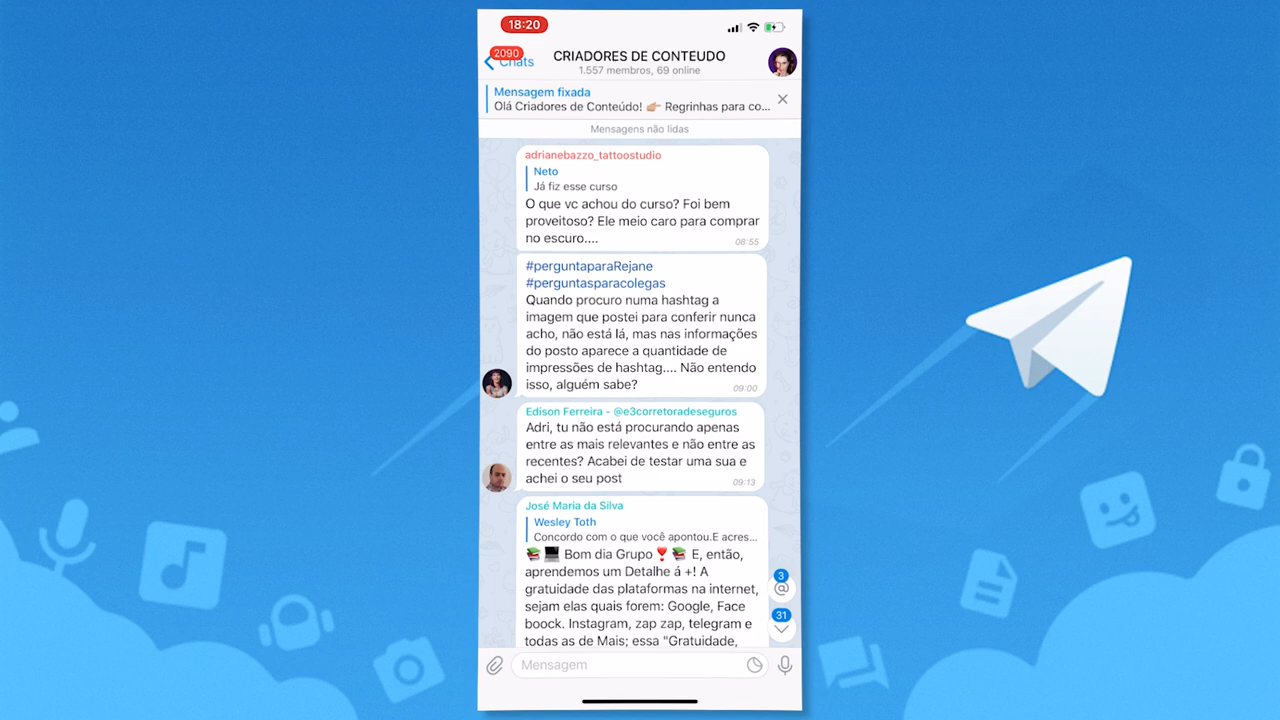 18:20
2090
Chats
CRIADORES DE CONTEUDO
1.557 membros, 69 online
Mensagem fixada
Olá Criadores de Conteúdo! 👉🏼 Regrinhas para co...
Mensagens não lidas
adrianebazzo_tattoostudio
Neto
Já fiz esse curso
O que vc achou do curso? Foi bem
proveitoso? Ele meio caro para comprar
no escuro....
08:55
#perguntaparaRejane
#perguntasparacolegas
Quando procuro numa hashtag a
imagem que postei para conferir nunca
acho, não está lá, mas nas informações
do posto aparece a quantidade de
impressões de hashtag.... Não entendo
isso, alguém sabe?
09:00
Edison Ferreira - @e3corretoradeseguros
Adri, tu não está procurando apenas
entre as mais relevantes e não entre as
recentes? Acabei de testar uma sua e
achei o seu post
09:13
José Maria da Silva
Wesley Toth
Concordo com o que você apontou.E acres...
📚 💻 Bom dia Grupo❣️ 📚 E, então,
aprendemos um Detalhe á +! A
gratuidade das plataformas na internet,
sejam elas quais forem: Google, Face
boock. Instagram, zap zap, telegram e
todas as de Mais; essa "Gratuidade,
3
@
31
Mensagem